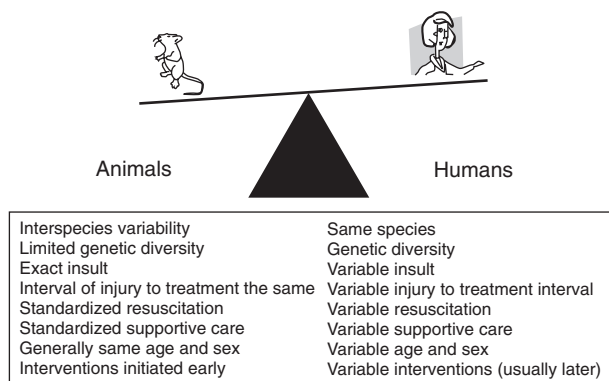 Animals
Humans
Interspecies variability
Limited genetic diversity
Exact insult
Interval of injury to treatment the same
Standardized resuscitation
Standardized supportive care
Generally same age and sex
Interventions initiated early
Same species
Genetic diversity
Variable insult
Variable injury to treatment interval
Variable resuscitation
Variable supportive care
Variable age and sex
Variable interventions (usually later)